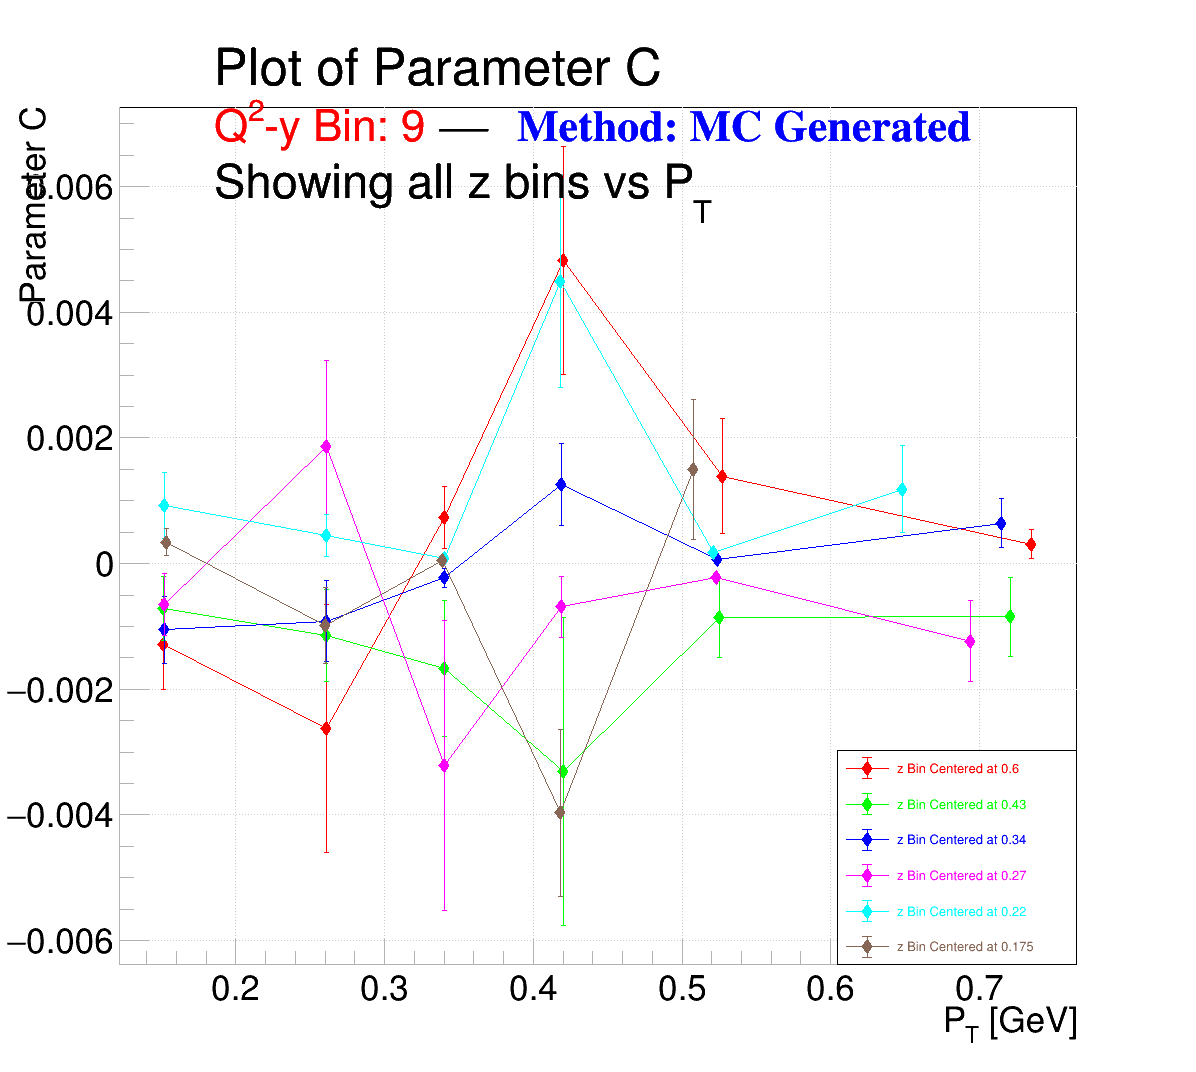 Plot of Parameter C
Q²-y Bin: 9 — Method: MC Generated
Showing all z bins vs P_T
Parameter C
0.006
0.004
0.002
0
−0.002
−0.004
−0.006
z Bin Centered at 0.6
z Bin Centered at 0.43
z Bin Centered at 0.34
z Bin Centered at 0.27
z Bin Centered at 0.22
z Bin Centered at 0.175
0.2 0.3 0.4 0.5 0.6 0.7
P_T [GeV]